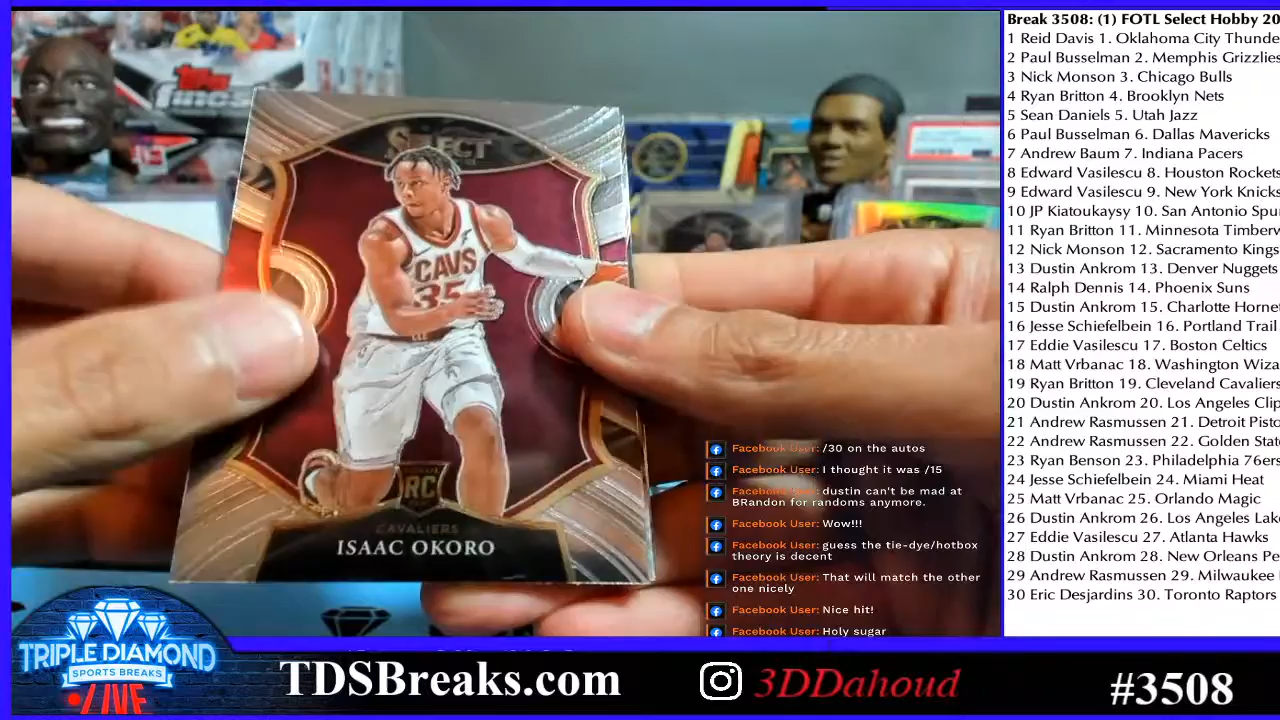 Break 3508: (1) FOTL Select Hobby 20
1 Reid Davis 1. Oklahoma City Thunde
2 Paul Busselman 2. Memphis Grizzlies
3 Nick Monson 3. Chicago Bulls
4 Ryan Britton 4. Brooklyn Nets
5 Sean Daniels 5. Utah Jazz
6 Paul Busselman 6. Dallas Mavericks
7 Andrew Baum 7. Indiana Pacers
8 Edward Vasilescu 8. Houston Rockets
9 Edward Vasilescu 9. New York Knicks
10 JP Kiatoukaysy 10. San Antonio Spu
11 Ryan Britton 11. Minnesota Timberw
12 Nick Monson 12. Sacramento Kings
13 Dustin Ankrom 13. Denver Nuggets
14 Ralph Dennis 14. Phoenix Suns
15 Dustin Ankrom 15. Charlotte Horne
16 Jesse Schiefelbein 16. Portland Trail
17 Eddie Vasilescu 17. Boston Celtics
18 Matt Vrbanac 18. Washington Wiza
19 Ryan Britton 19. Cleveland Cavaliers
20 Dustin Ankrom 20. Los Angeles Clip
21 Andrew Rasmussen 21. Detroit Pisto
22 Andrew Rasmussen 22. Golden Stat
23 Ryan Benson 23. Philadelphia 76ers
24 Jesse Schiefelbein 24. Miami Heat
25 Matt Vrbanac 25. Orlando Magic
26 Dustin Ankrom 26. Los Angeles Lak
27 Eddie Vasilescu 27. Atlanta Hawks
28 Dustin Ankrom 28. New Orleans Pe
29 Andrew Rasmussen 29. Milwaukee
30 Eric Desjardins 30. Toronto Raptors
Topps
finest
SELECT
CAVS
35
RC
CAVALIERS
ISAAC OKORO
Facebook User: /30 on the autos
Facebook User: I thought it was /15
Facebook User: dustin can't be mad at
BRandon for randoms anymore.
Facebook User: Wow!!!
Facebook User: guess the tie-dye/hotbox
theory is decent
Facebook User: That will match the other
one nicely
Facebook User: Nice hit!
Facebook User: Holy sugar
TRIPLE DIAMOND
SPORTS BREAKS
LIVE
TDSBreaks.com
3DDahoud
#3508